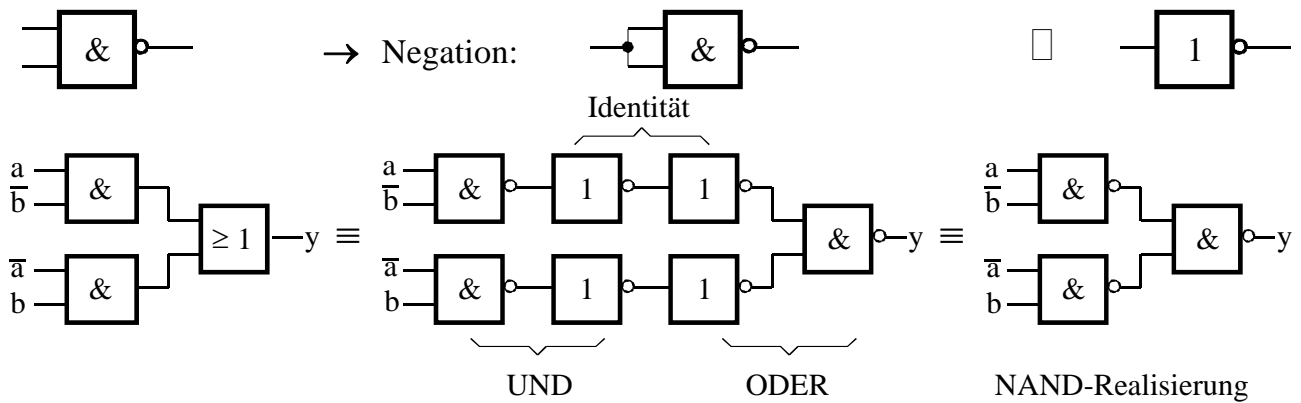 & → Negation: & 1
Identität
a & & 1 1 a &
b̅ b̅ b̅
≥ 1 y ≡ & y ≡ & y
a̅ & a̅ & 1 1 a̅ &
b b b
UND ODER NAND-Realisierung